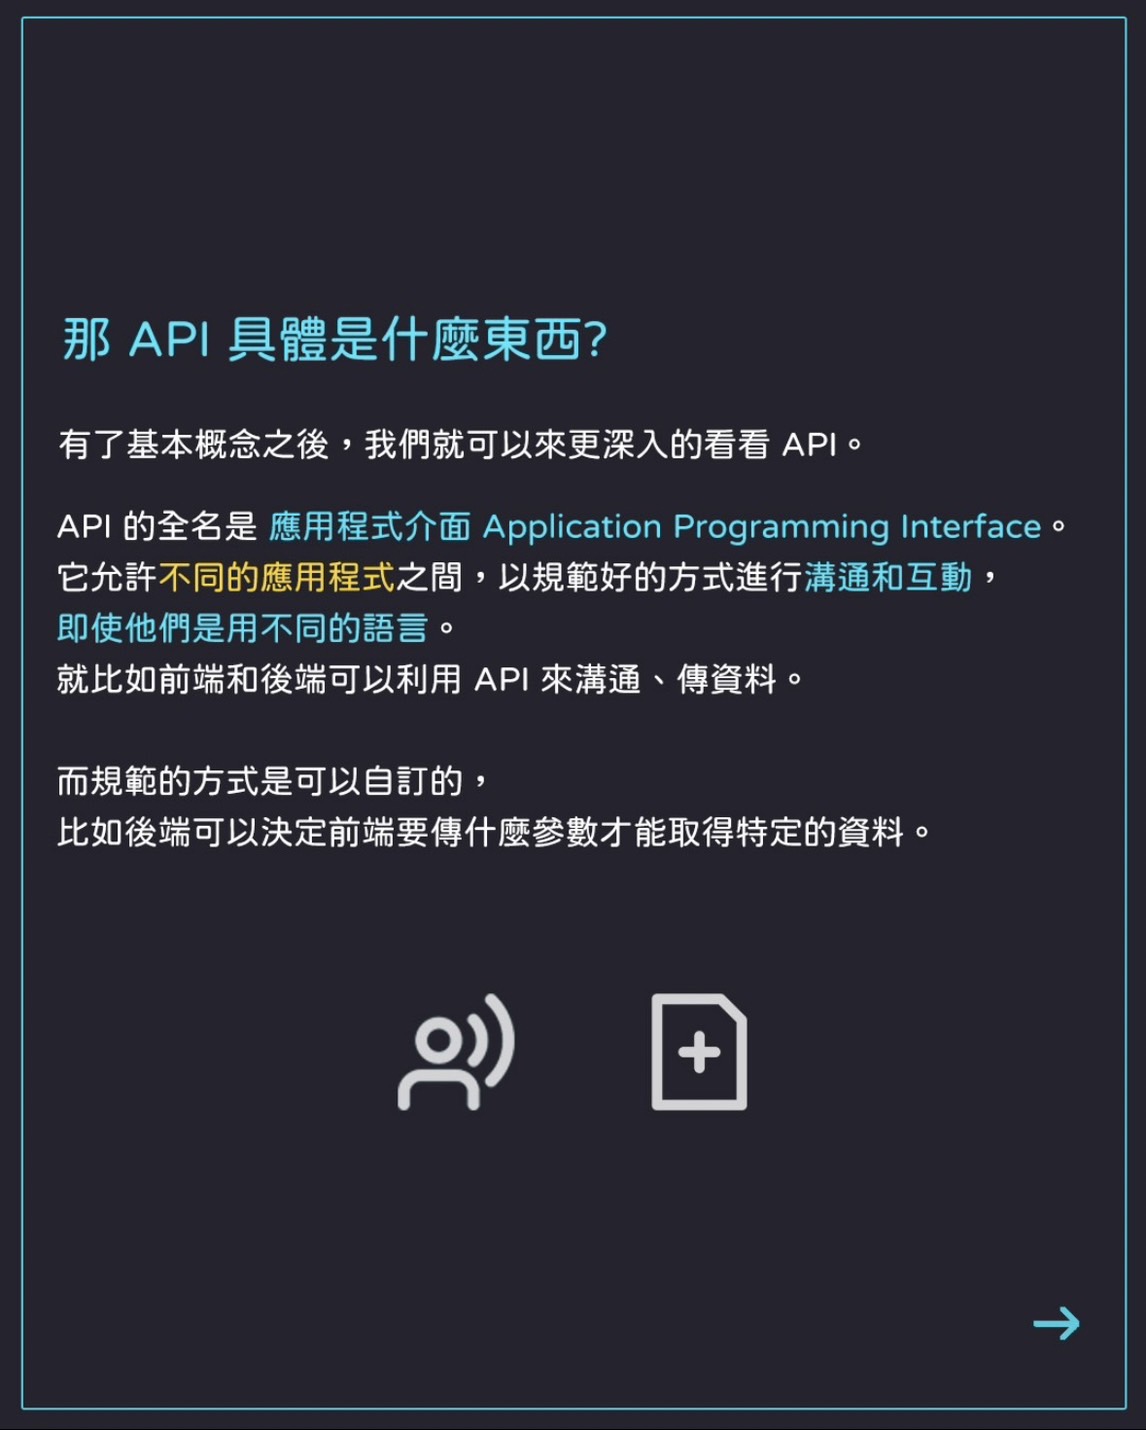 那 API 具體是什麼東西?
有了基本概念之後，我們就可以來更深入的看看 API。
API 的全名是 應用程式介面 Application Programming Interface。
它允許不同的應用程式之間，以規範好的方式進行溝通和互動，
即使他們是用不同的語言。
就比如前端和後端可以利用 API 來溝通、傳資料。
而規範的方式是可以自訂的，
比如後端可以決定前端要傳什麼參數才能取得特定的資料。